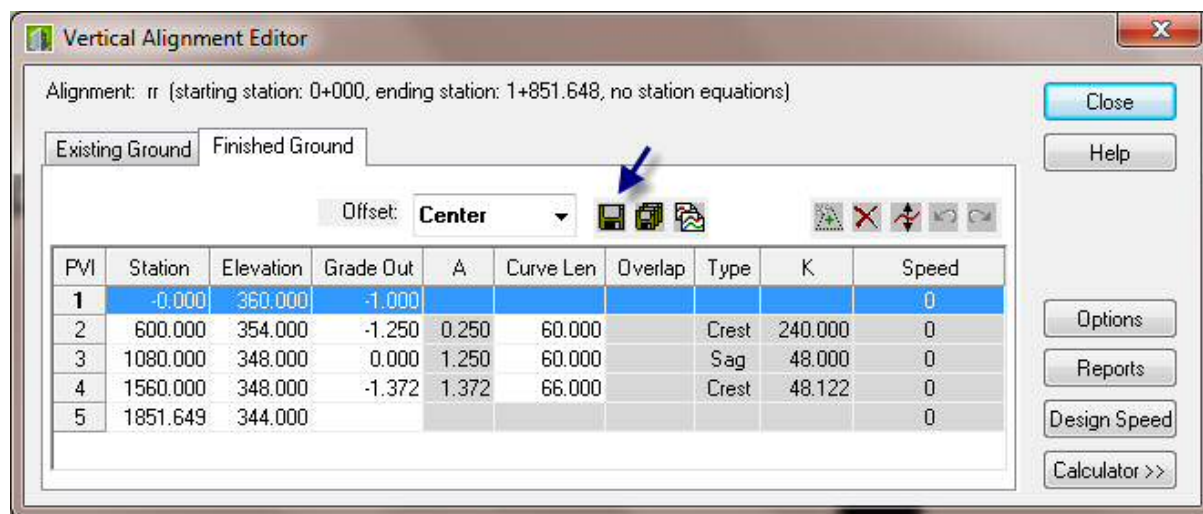 Vertical Alignment Editor
Alignment: rr (starting station: 0+000, ending station: 1+851.648, no station equations)
Close
Existing Ground Finished Ground
Help
Offset: Center
PVI Station Elevation Grade Out A Curve Len Overlap Type K Speed
1 -0.000 360.000 -1.000 0
2 600.000 354.000 -1.250 0.250 60.000 Crest 240.000 0
3 1080.000 348.000 0.000 1.250 60.000 Sag 48.000 0
4 1560.000 348.000 -1.372 1.372 66.000 Crest 48.122 0
5 1851.649 344.000 0
Options
Reports
Design Speed
Calculator >>